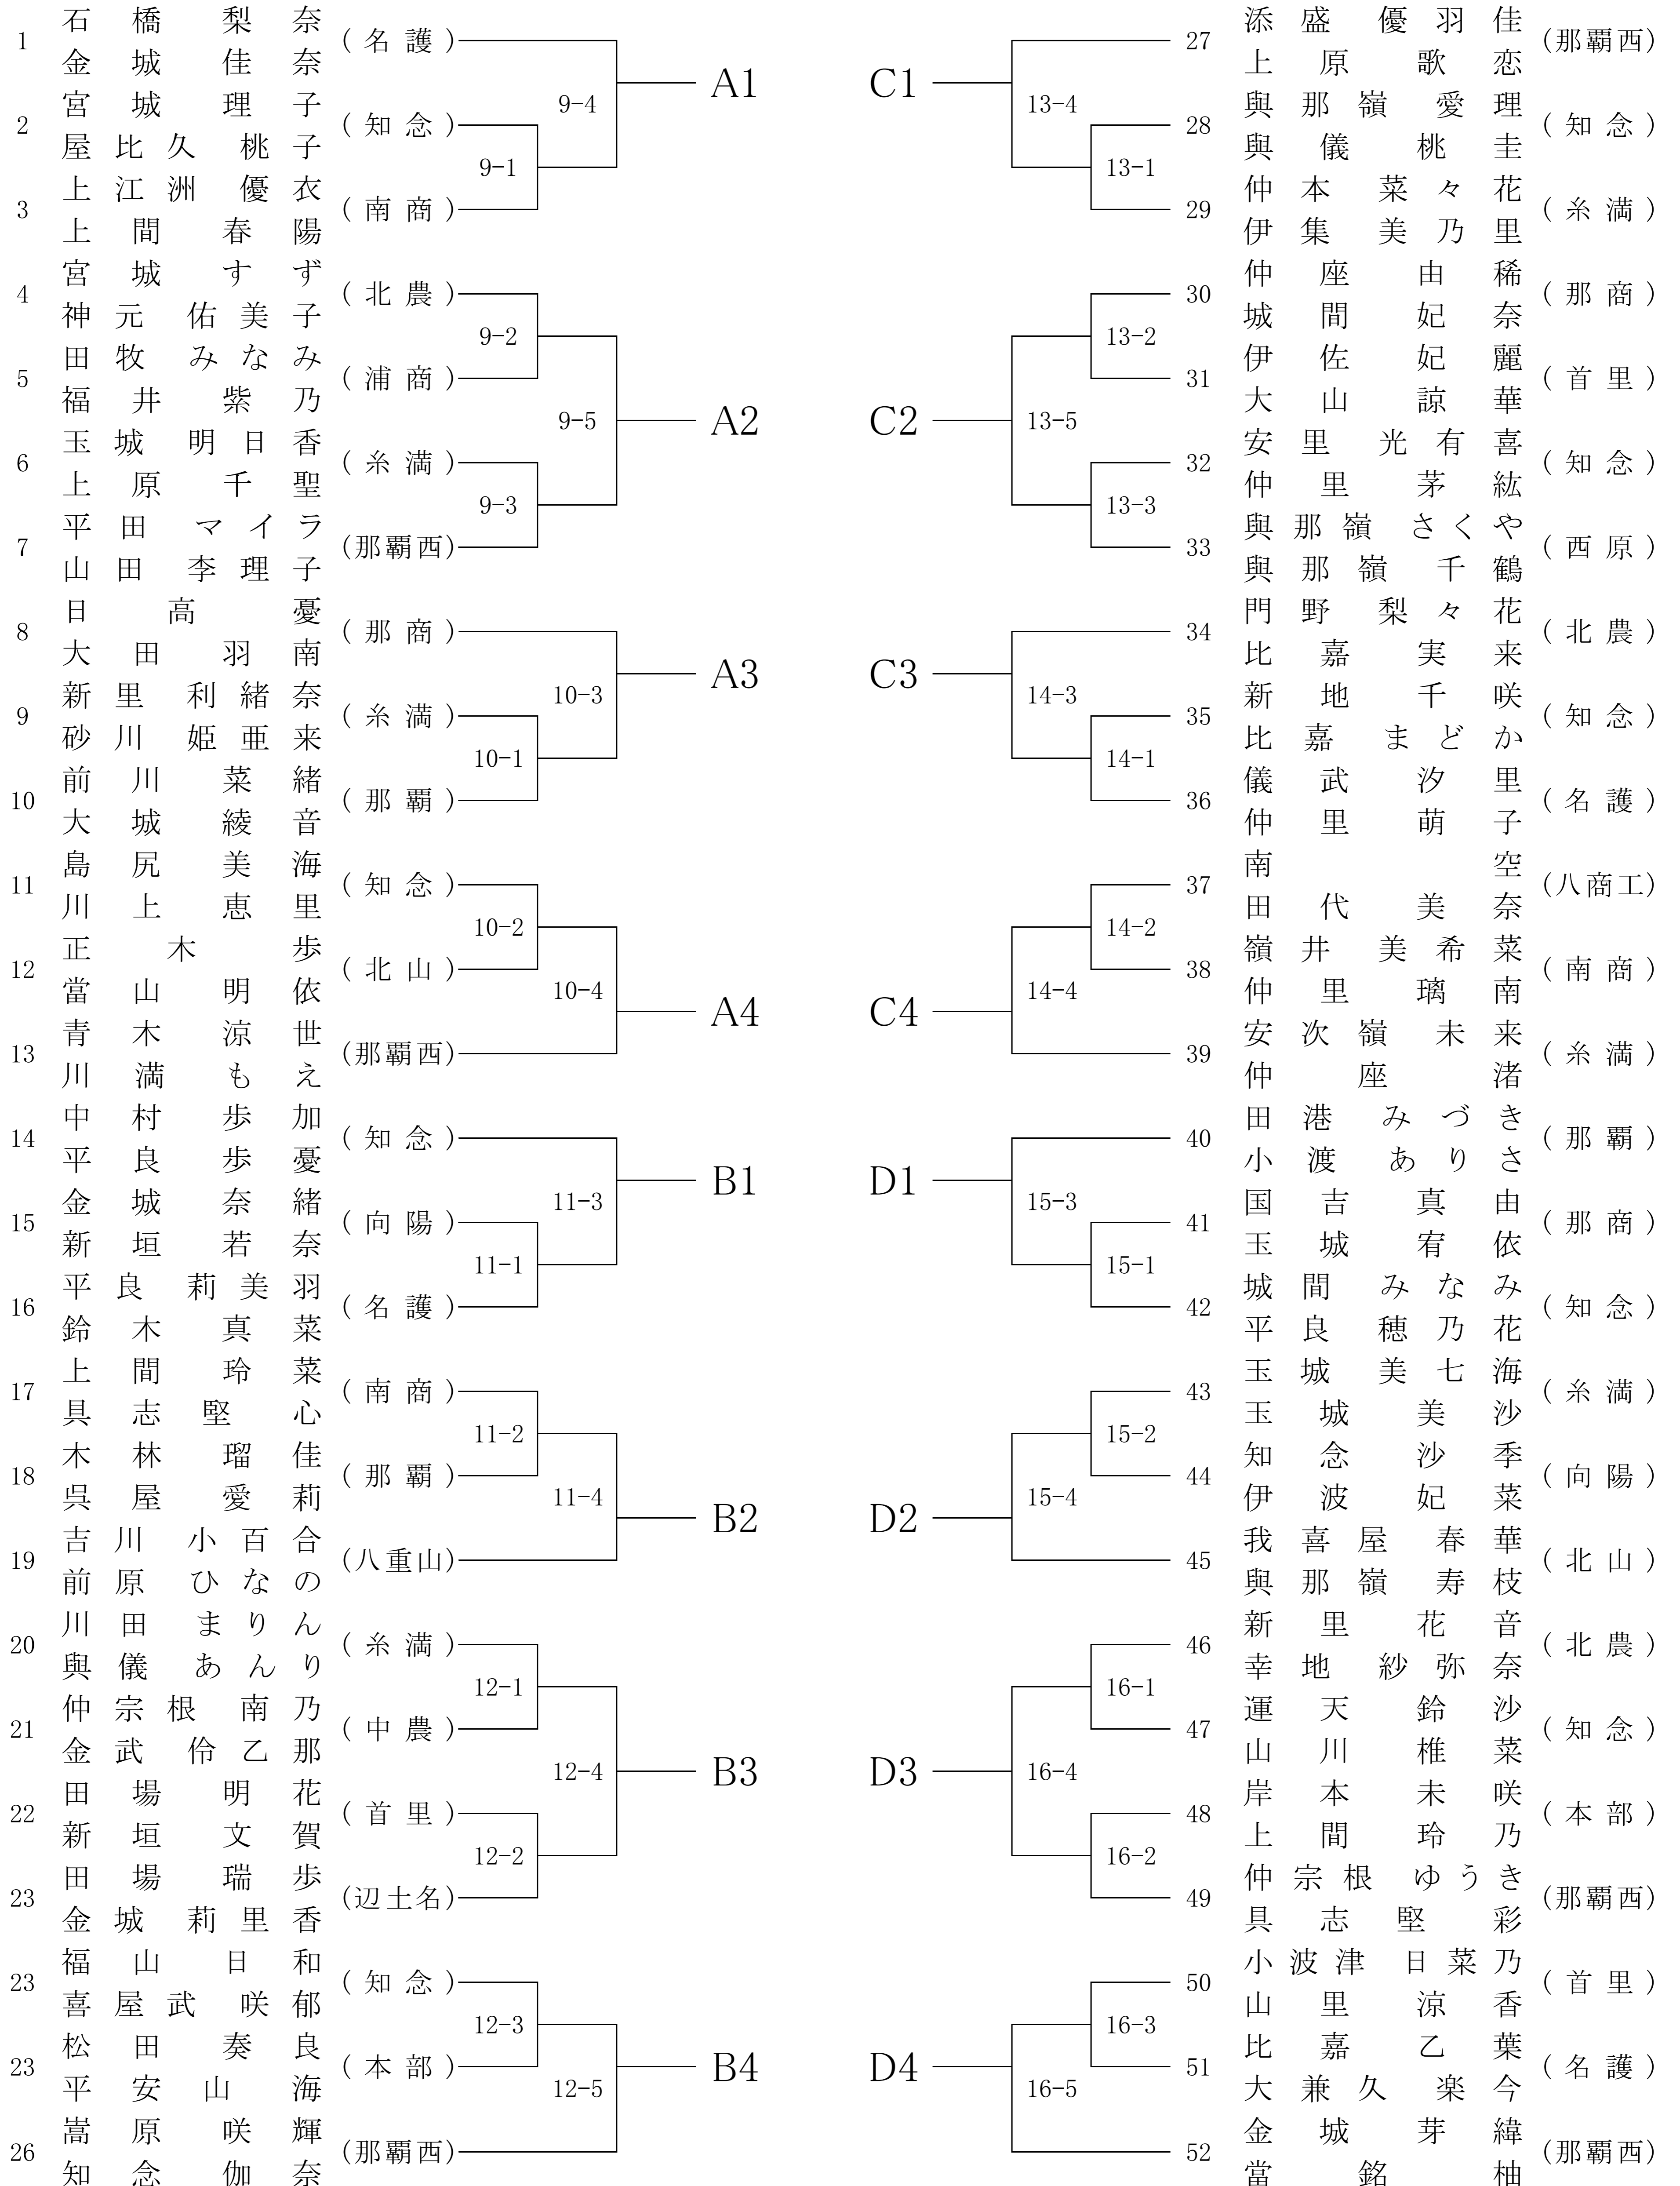 1 石橋 梨奈 (名護)
金城 佳奈
2 宮城 理子 (知念)
屋比久 桃子
3 上江洲 優衣 (南商)
上間 春陽
9-1
9-4
A1
4 宮城 すず (北農)
神元 佑美子
5 田牧 みなみ (浦商)
福井 紫乃
9-2
6 玉城 明日香 (糸満)
上原 千聖
7 平田 マイラ (那覇西)
山田 李理子
9-3
9-5
A2
8 日高 憂 (那商)
大田 羽南
9 新里 利緒奈 (糸満)
砂川 姫亜来
10 前川 菜緒 (那覇)
大城 綾音
10-1
10-3
A3
11 島尻 美海 (知念)
川上 恵里
12 正木 歩 (北山)
當山 明依
10-2
13 青木 涼世 (那覇西)
川満 もえ
10-4
A4
14 中村 歩加 (知念)
平良 歩憂
15 金城 奈緒 (向陽)
新垣 若奈
16 平良 莉美羽 (名護)
鈴木 真菜
11-1
11-3
B1
17 上間 玲菜 (南商)
具志堅 心
18 木林 瑠佳 (那覇)
呉屋 愛莉
11-2
19 吉川 小百合 (八重山)
前原 ひなの
11-4
B2
20 川田 まりん (糸満)
與儀 あんり
21 仲宗根 南乃 (中農)
金武 伶乙那
12-1
22 田場 明花 (首里)
新垣 文賀
23 田場 瑞歩 (辺土名)
金城 莉里香
12-2
12-4
B3
23 福山 日和 (知念)
喜屋武 咲郁
23 松田 奏良 (本部)
平安山 海
12-3
26 嵩原 咲輝 (那覇西)
知念 伽奈
12-5
B4
27 添盛 優羽佳 (那覇西)
上原 歌恋
28 與那嶺 愛理 (知念)
與儀 桃圭
29 仲本 菜々花 (糸満)
伊集 美乃里
13-1
13-4
C1
30 仲座 由稀 (那商)
城間 妃奈
31 伊佐 妃麗 (首里)
大山 諒華
13-2
32 安里 光有喜 (知念)
仲里 茅紘
33 與那嶺 さくや (西原)
與那嶺 千鶴
13-3
13-5
C2
34 門野 梨々花 (北農)
比嘉 実来
35 新地 千咲 (知念)
比嘉 まどか
36 儀武 汐里 (名護)
仲里 萌子
14-1
14-3
C3
37 南 空 (八商工)
田代 美奈
38 嶺井 美希菜 (南商)
仲里 璃南
14-2
39 安次嶺 未来 (糸満)
仲座 渚
14-4
C4
40 田港 みづき (那覇)
小渡 ありさ
41 国吉 真由 (那商)
玉城 宥依
42 城間 みなみ (知念)
平良 穂乃花
15-1
15-3
D1
43 玉城 美七海 (糸満)
玉城 美沙
44 知念 沙季 (向陽)
伊波 妃菜
15-2
45 我喜屋 春華 (北山)
與那嶺 寿枝
15-4
D2
46 新里 花音 (北農)
幸地 紗弥奈
47 運天 鈴沙 (知念)
山川 椎菜
16-1
48 岸本 未咲 (本部)
上間 玲乃
49 仲宗根 ゆうき (那覇西)
具志堅 彩
16-2
16-4
D3
50 小波津 日菜乃 (首里)
山里 涼香
51 比嘉 乙葉 (名護)
大兼久 楽今
16-3
52 金城 芽緯 (那覇西)
當銘 柚
16-5
D4